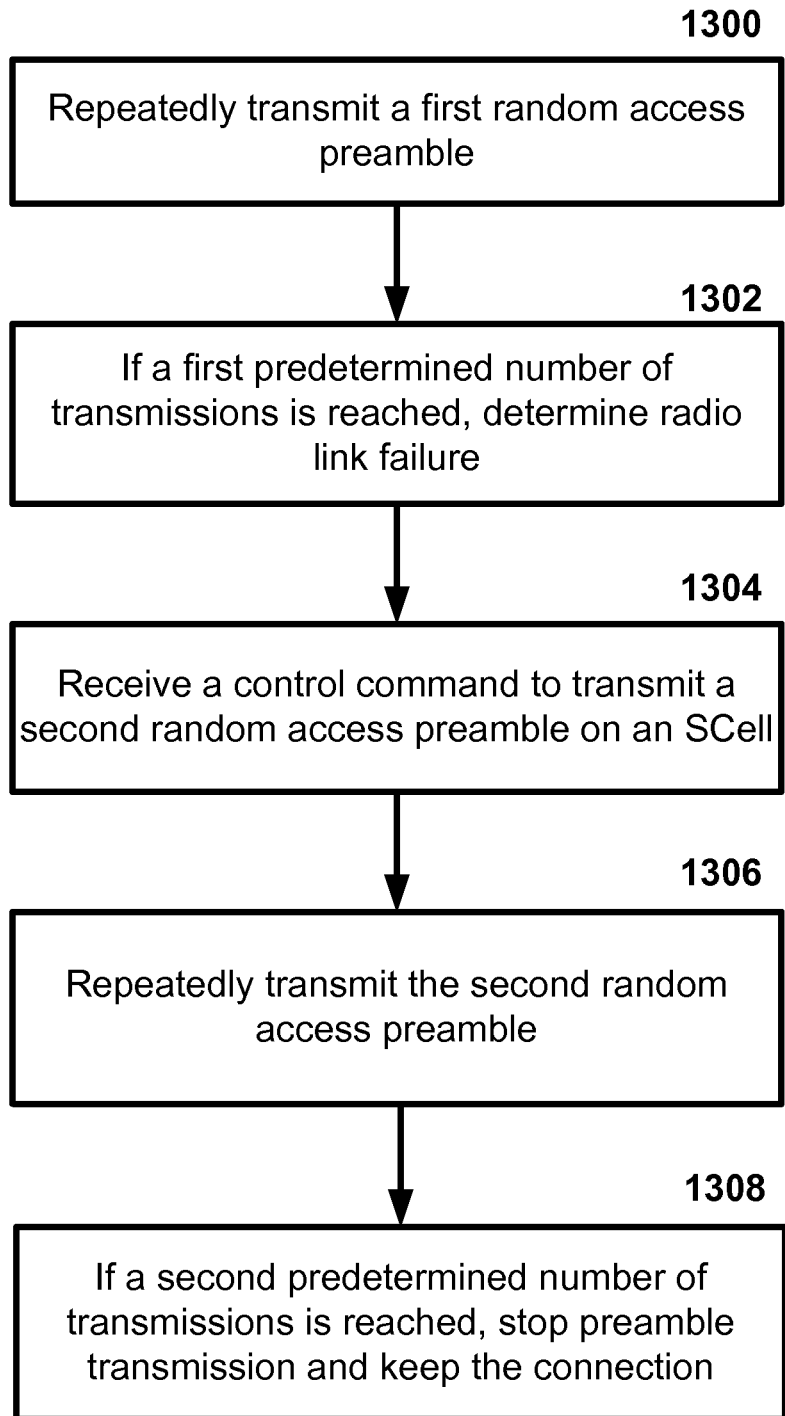 1300
Repeatedly transmit a first random access
preamble
1302
If a first predetermined number of
transmissions is reached, determine radio
link failure
1304
Receive a control command to transmit a
second random access preamble on an SCell
1306
Repeatedly transmit the second random
access preamble
1308
If a second predetermined number of
transmissions is reached, stop preamble
transmission and keep the connection